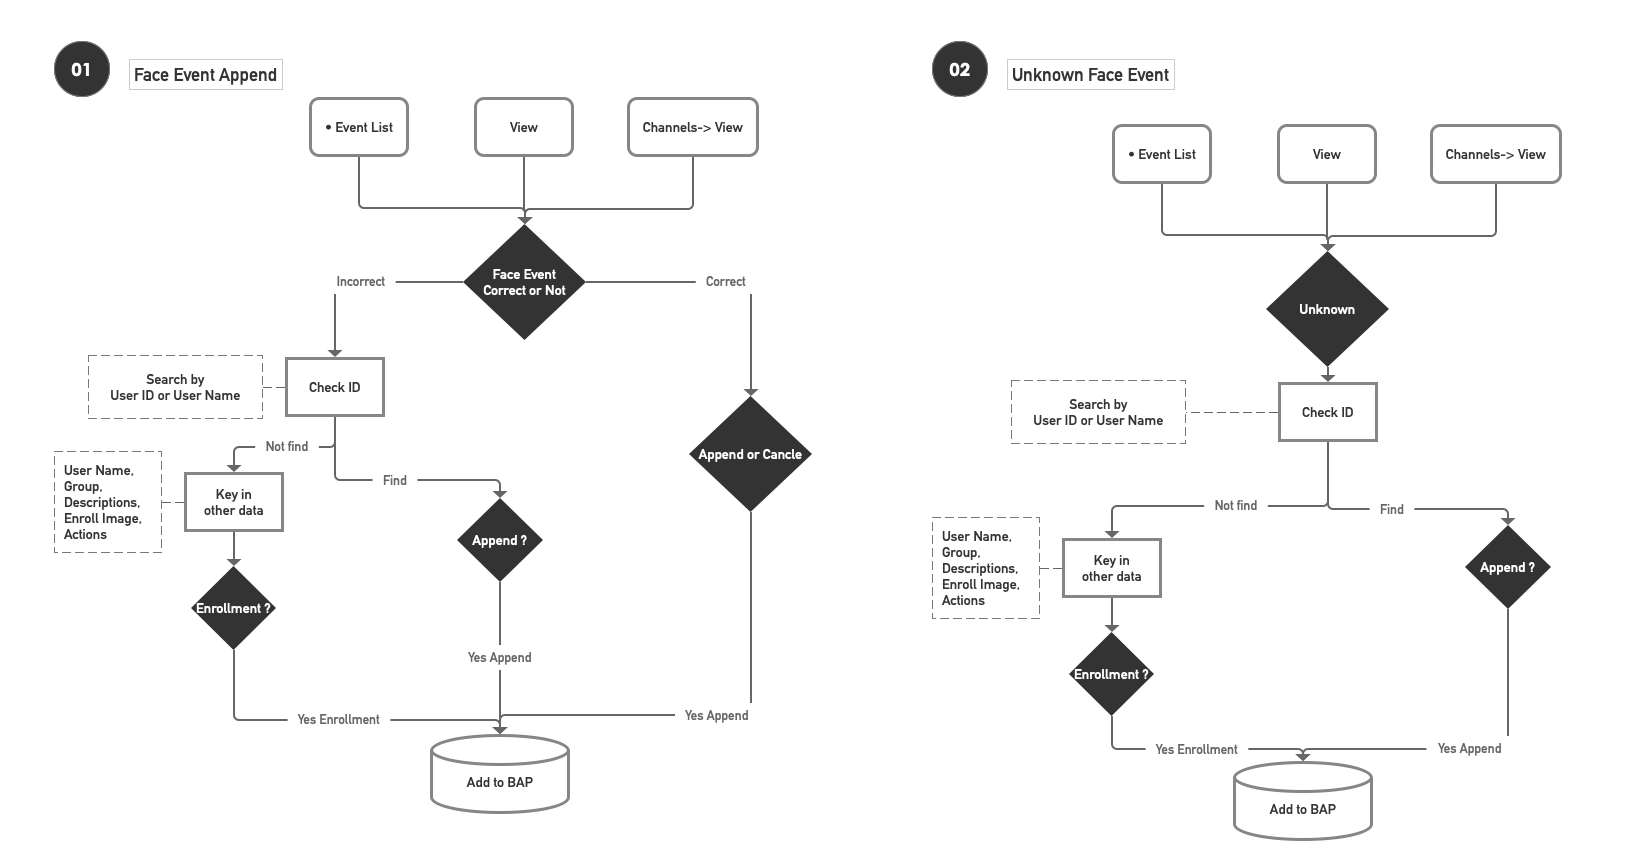 01
Face Event Append
• Event List
View
Channels-> View
Face Event
Correct or Not
Incorrect
Correct
Search by
User ID or User Name
Check ID
Append or Cancle
Not find
Find
User Name,
Group,
Descriptions,
Enroll Image,
Actions
Key in
other data
Append ?
Enrollment ?
Yes Append
Yes Enrollment
Yes Append
Add to BAP
02
Unknown Face Event
• Event List
View
Channels-> View
Unknown
Search by
User ID or User Name
Check ID
Not find
Find
User Name,
Group,
Descriptions,
Enroll Image,
Actions
Key in
other data
Append ?
Enrollment ?
Yes Enrollment
Yes Append
Add to BAP